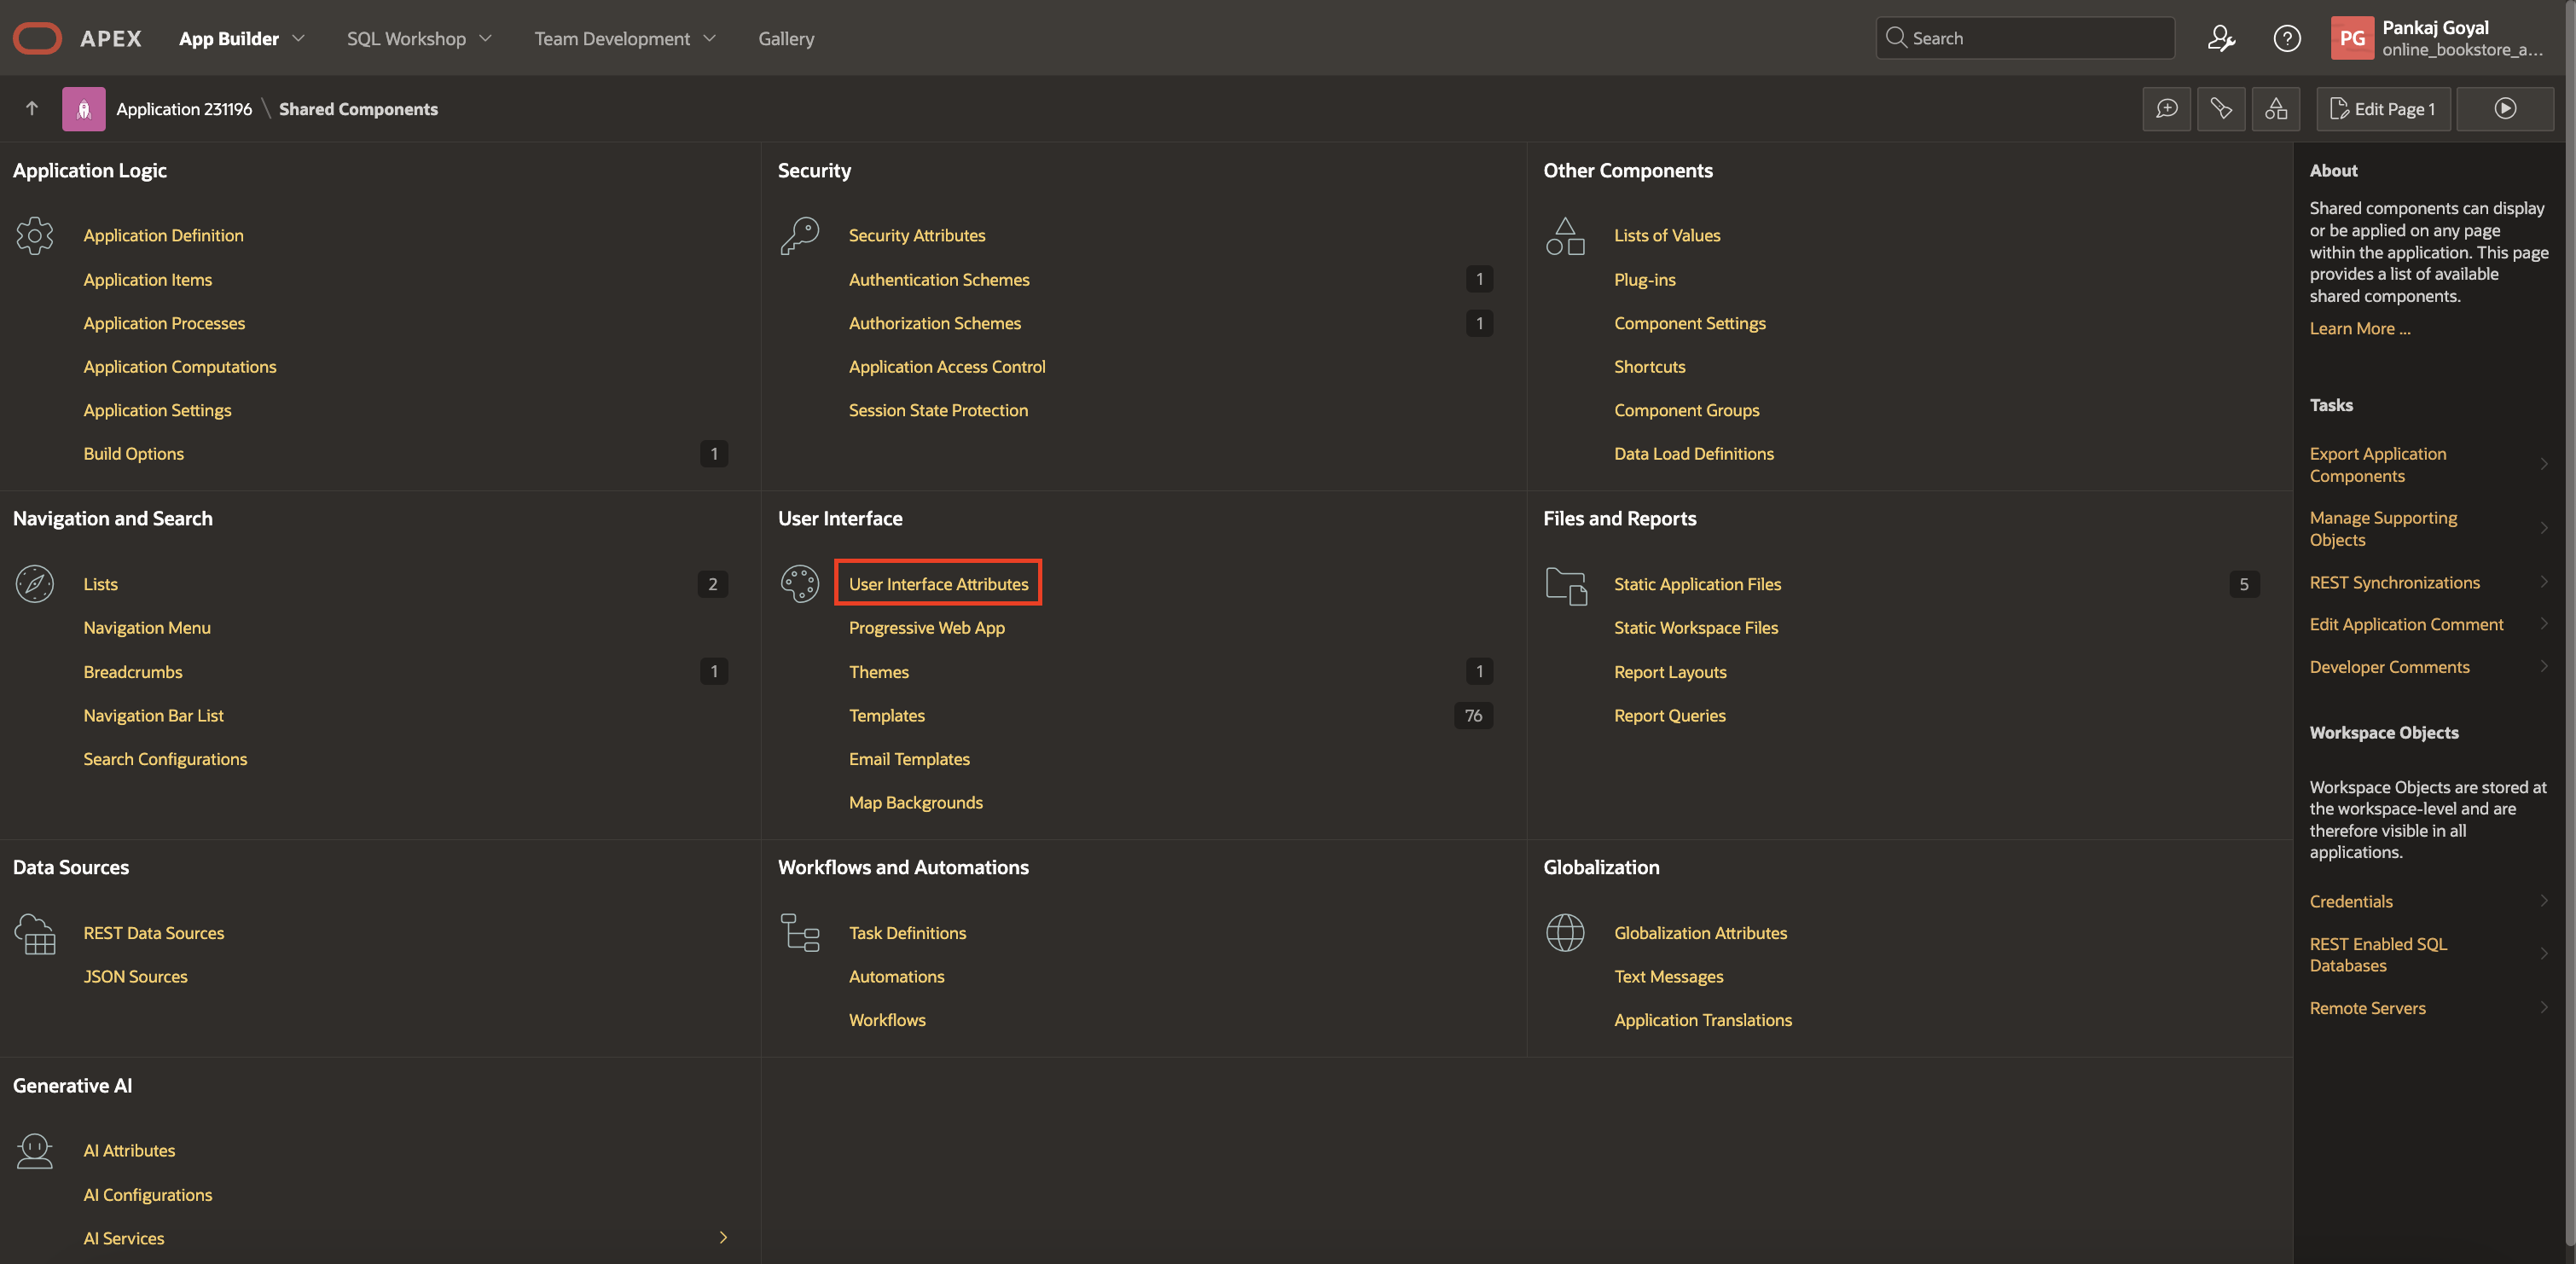 APEX
App Builder
SQL Workshop
Team Development
Gallery
Search
PG
Pankaj Goyal
online_bookstore_a...
Application 231196 \ Shared Components
Edit Page 1
Application Logic
Application Definition
Application Items
Application Processes
Application Computations
Application Settings
Build Options 1
Security
Security Attributes
Authentication Schemes 1
Authorization Schemes 1
Application Access Control
Session State Protection
Other Components
Lists of Values
Plug-ins
Component Settings
Shortcuts
Component Groups
Data Load Definitions
Navigation and Search
Lists 2
Navigation Menu
Breadcrumbs 1
Navigation Bar List
Search Configurations
User Interface
User Interface Attributes
Progressive Web App
Themes 1
Templates 76
Email Templates
Map Backgrounds
Files and Reports
Static Application Files 5
Static Workspace Files
Report Layouts
Report Queries
Data Sources
REST Data Sources
JSON Sources
Workflows and Automations
Task Definitions
Automations
Workflows
Globalization
Globalization Attributes
Text Messages
Application Translations
Generative AI
AI Attributes
AI Configurations
AI Services
About
Shared components can display
or be applied on any page
within the application. This page
provides a list of available
shared components.
Learn More ...
Tasks
Export Application
Components
Manage Supporting
Objects
REST Synchronizations
Edit Application Comment
Developer Comments
Workspace Objects
Workspace Objects are stored at
the workspace-level and are
therefore visible in all
applications.
Credentials
REST Enabled SQL
Databases
Remote Servers